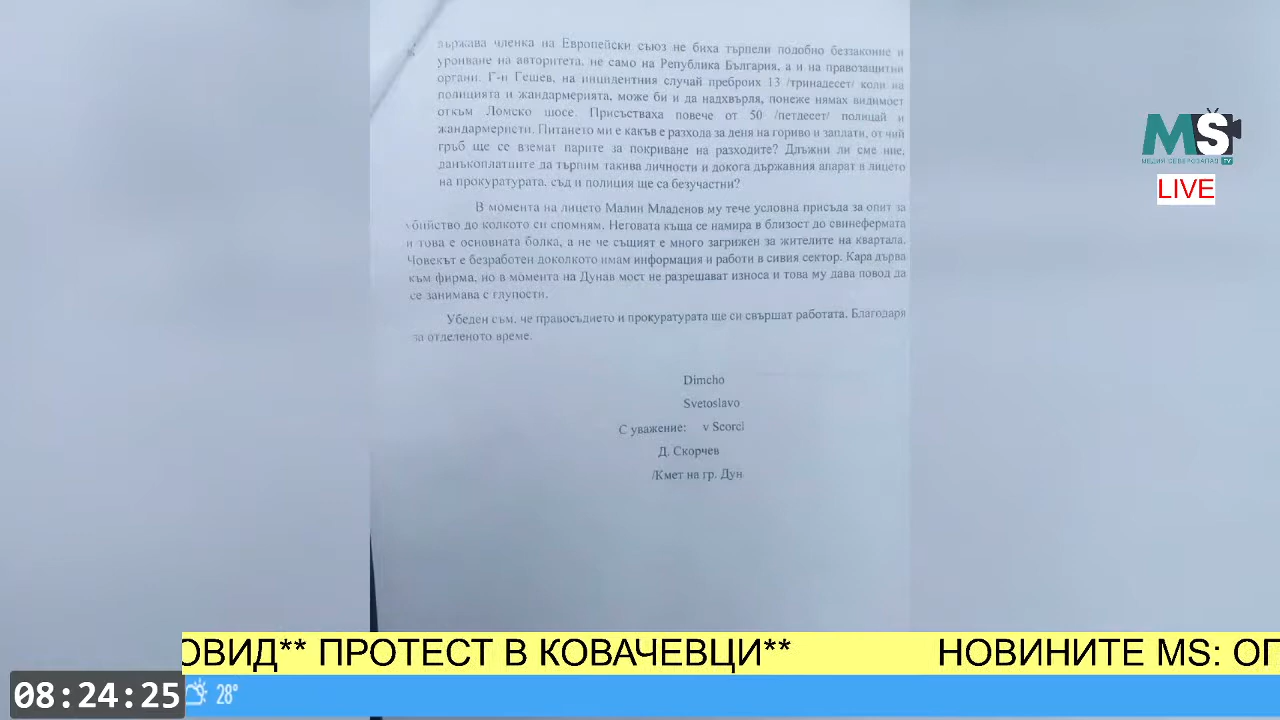 държава членка на Европейски съюз не биха търпели подобно беззаконие и
уронване на авторитета, не само на Република България, а и на правозащитни
органи. Г-н Гешев, на инцидентния случай преброих 13 /тринадесет/ коли на
полицията и жандармерията, може би и да надхвърля, понеже нямах видимост
откъм Ломско шосе. Присъстваха повече от 50 /петдесет/ полицай и
жандармеристи. Питането ми е какъв е разхода за деня на гориво и заплати, от чий
гръб ще се вземат парите за покриване на разходите? Длъжни ли сме ние,
данъкоплатците да търпим такива личности и докога държавния апарат в лицето
на прокуратурата, съд и полиция ще са безучастни?
В момента на лицето Малин Младенов му тече условна присъда за опит за
убийство до колкото си спомням. Неговата къща се намира в близост до свинефермата
и това е основната болка, а не че същият е много загрижен за жителите на квартала.
Човекът е безработен доколкото имам информация и работи в сивия сектор. Кара дърва
към фирма, но в момента на Дунав мост не разрешават износа и това му дава повод да
се занимава с глупости.
Убеден съм, че правосъдието и прокуратурата ще си свършат работата. Благодаря
за отделеното време.
Dimcho
Svetoslavo
С уважение: v Scorcl
Д. Скорчев
/Кмет на гр. Дун
MS
МЕДИЯ СЕВЕРОЗАПАД TV
LIVE
ОВИД** ПРОТЕСТ В КОВАЧЕВЦИ** НОВИНИТЕ MS: ОГ
08:24:25 28°